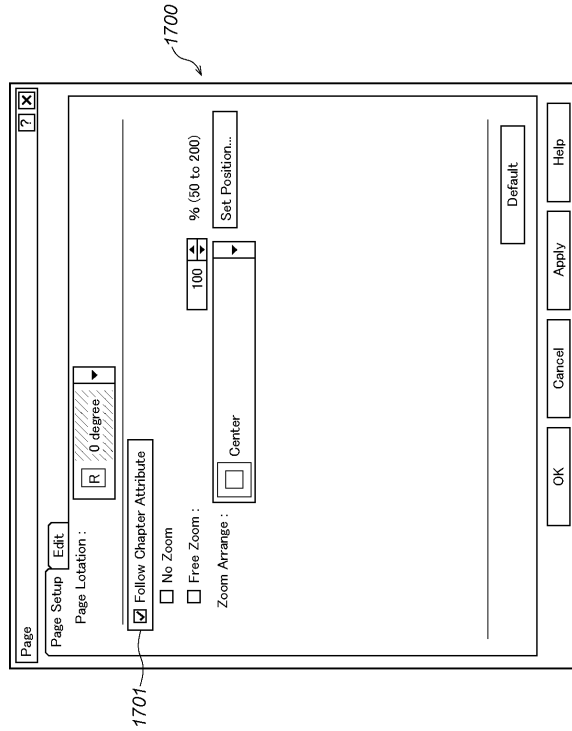 1700
Page ? X
Page Setup Edit
Page Lotation : R 0 degree
1701
Follow Chapter Attribute
No Zoom
Free Zoom : 100 % (50 to 200)
Zoom Arrange : Center Set Position...
Default
OK Cancel Apply Help